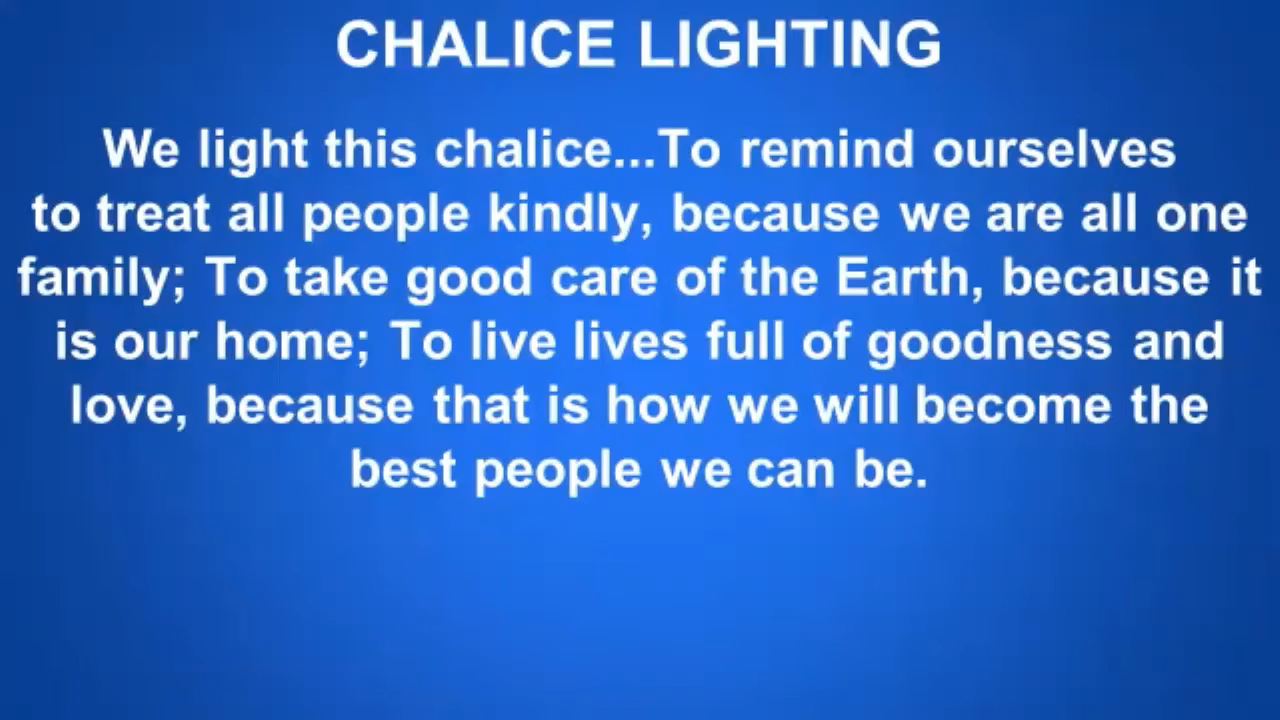 CHALICE LIGHTING
We light this chalice...To remind ourselves
to treat all people kindly, because we are all one
family; To take good care of the Earth, because it
is our home; To live lives full of goodness and
love, because that is how we will become the
best people we can be.